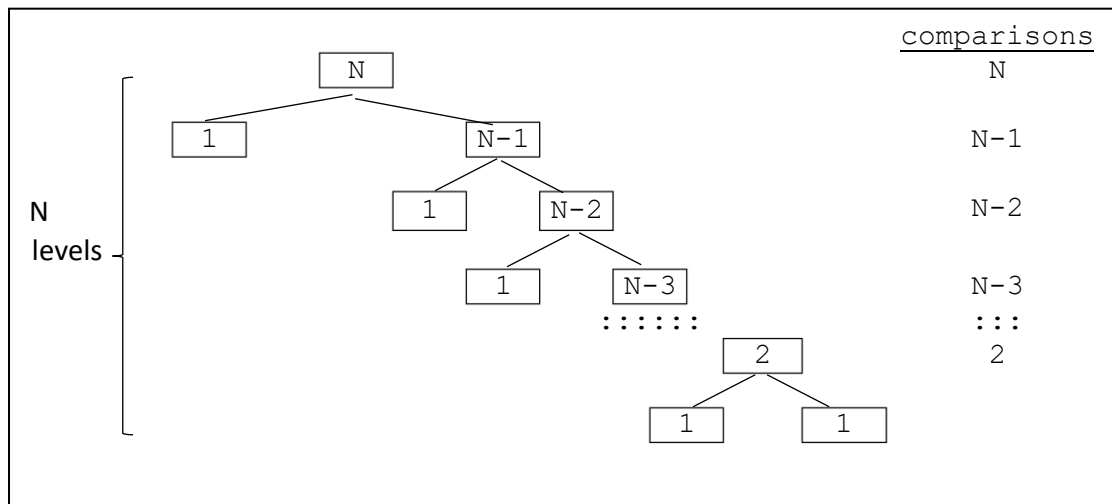 comparisons
N N
1 N-1 N-1
1 N-2 N-2
N
levels
1 N-3 N-3
:::::: :::
2 2
1 1